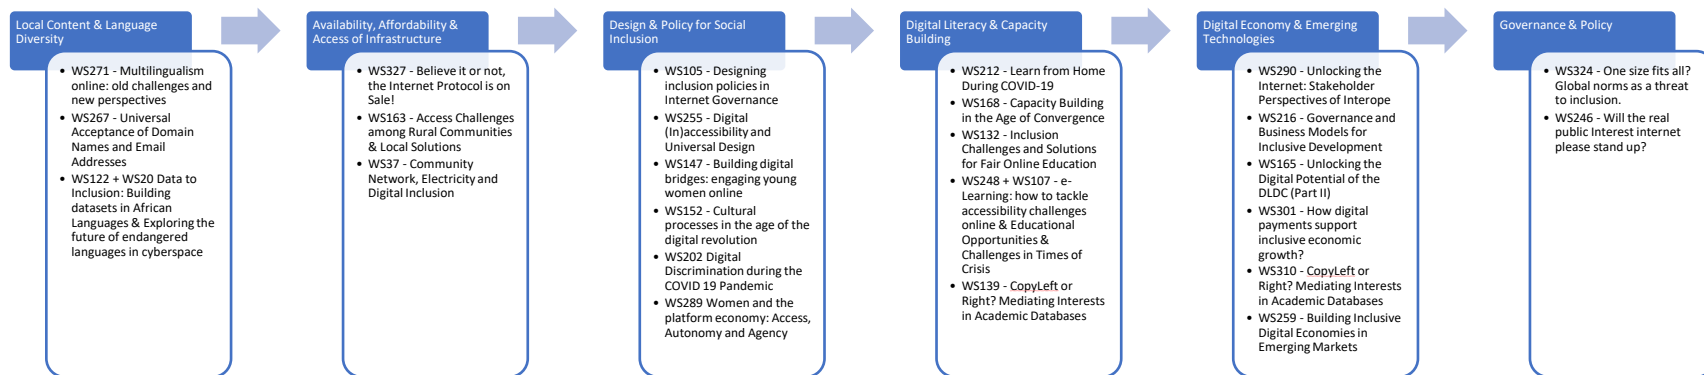 Local Content & Language
Diversity
• WS271 - Multilingualism
online: old challenges and
new perspectives
• WS267 - Universal
Acceptance of Domain
Names and Email
Addresses
• WS122 + WS20 Data to
Inclusion: Building
datasets in African
Languages & Exploring the
future of endangered
languages in cyberspace
Availability, Affordability &
Access of Infrastructure
• WS327 - Believe it or not,
the Internet Protocol is on
Sale!
• WS163 - Access Challenges
among Rural Communities
& Local Solutions
• WS37 - Community
Network, Electricity and
Digital Inclusion
Design & Policy for Social
Inclusion
• WS105 - Designing
inclusion policies in
Internet Governance
• WS255 - Digital
(In)accessibility and
Universal Design
• WS147 - Building digital
bridges: engaging young
women online
• WS152 - Cultural
processes in the age of the
digital revolution
• WS202 Digital
Discrimination during the
COVID 19 Pandemic
• WS289 Women and the
platform economy: Access,
Autonomy and Agency
Digital Literacy & Capacity
Building
• WS212 - Learn from Home
During COVID-19
• WS168 - Capacity Building
in the Age of Convergence
• WS132 - Inclusion
Challenges and Solutions
for Fair Online Education
• WS248 + WS107 - e-
Learning: how to tackle
accessibility challenges
online & Educational
Opportunities &
Challenges in Times of
Crisis
• WS139 - CopyLeft or
Right? Mediating Interests
in Academic Databases
Digital Economy & Emerging
Technologies
• WS290 - Unlocking the
Internet: Stakeholder
Perspectives of Interope
• WS216 - Governance and
Business Models for
Inclusive Development
• WS165 - Unlocking the
Digital Potential of the
DLDC (Part II)
• WS301 - How digital
payments support
inclusive economic
growth?
• WS310 - CopyLeft or
Right? Mediating Interests
in Academic Databases
• WS259 - Building Inclusive
Digital Economies in
Emerging Markets
Governance & Policy
• WS324 - One size fits all?
Global norms as a threat
to inclusion.
• WS246 - Will the real
public Interest internet
please stand up?